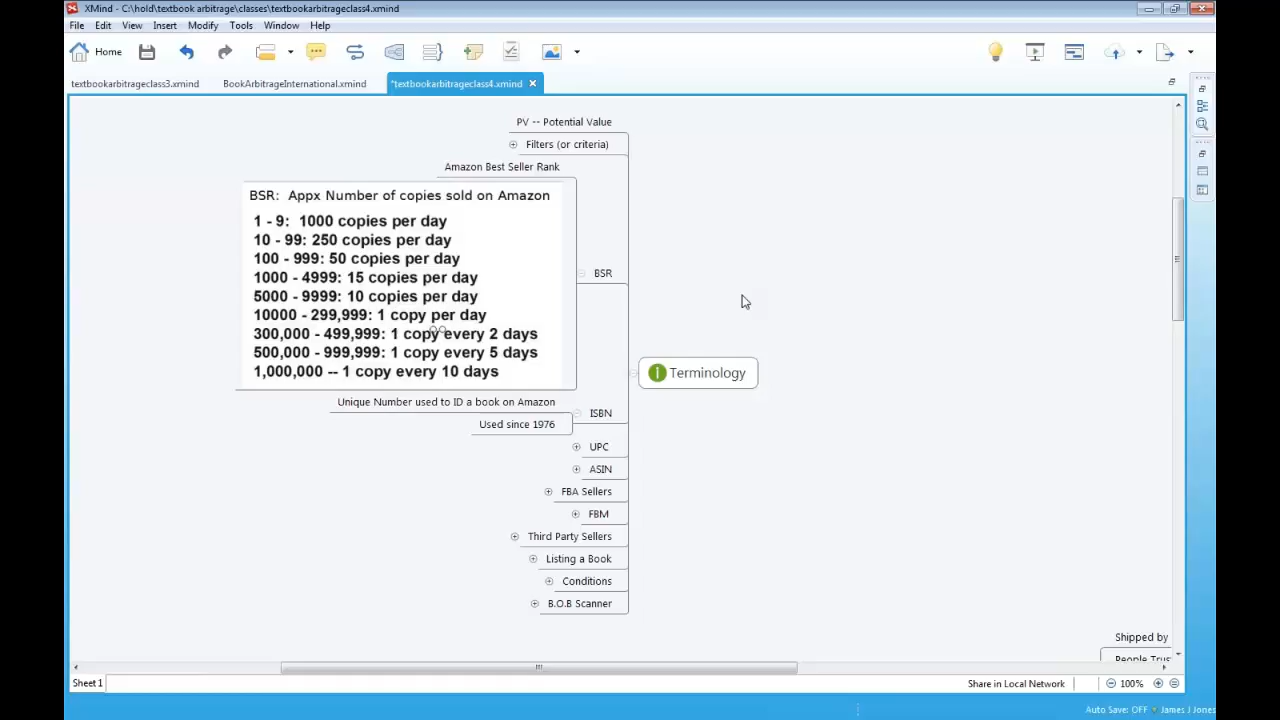 XMind - C:\hold\textbook arbitrage\classes\textbookarbitrageclass4.xmind
File Edit View Insert Modify Tools Window Help
Home
textbookarbitrageclass3.xmind BookArbitrageInternational.xmind *textbookarbitrageclass4.xmind
PV -- Potential Value
Filters (or criteria)
Amazon Best Seller Rank
BSR: Appx Number of copies sold on Amazon
1 - 9: 1000 copies per day
10 - 99: 250 copies per day
100 - 999: 50 copies per day
1000 - 4999: 15 copies per day
5000 - 9999: 10 copies per day
10000 - 299,999: 1 copy per day
300,000 - 499,999: 1 copy every 2 days
500,000 - 999,999: 1 copy every 5 days
1,000,000 -- 1 copy every 10 days
BSR
Terminology
Unique Number used to ID a book on Amazon
ISBN
Used since 1976
UPC
ASIN
FBA Sellers
FBM
Third Party Sellers
Listing a Book
Conditions
B.O.B Scanner
Shipped by
People Trus
Sheet 1
Share in Local Network
100%
Auto Save: OFF
James J Jones